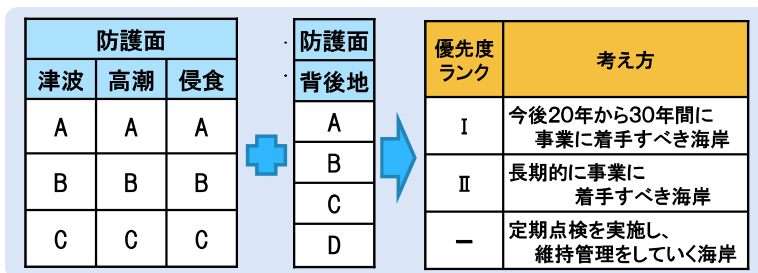 防護面
津波 高潮 侵食
A A A
B B B
C C C
防護面
背後地
A
B
C
D
優先度
ランク
考え方
Ⅰ
今後20年から30年間に
事業に着手すべき海岸
Ⅱ
長期的に事業に
着手すべき海岸
－
定期点検を実施し、
維持管理をしていく海岸